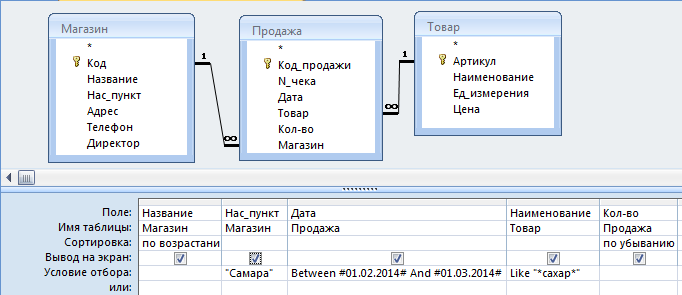 Магазин
*
Код
Название
Нас_пункт
Адрес
Телефон
Директор
1
∞
Продажа
*
Код_продажи
N_чека
Дата
Товар
Кол-во
Магазин
1
∞
Товар
*
Артикул
Наименование
Ед_измерения
Цена
Поле: Название Нас_пункт Дата Наименование Кол-во
Имя таблицы: Магазин Магазин Продажа Товар Продажа
Сортировка: по возрастани по убыванию
Вывод на экран:
Условие отбора: "Самара" Between #01.02.2014# And #01.03.2014# Like "*сахар*"
или: